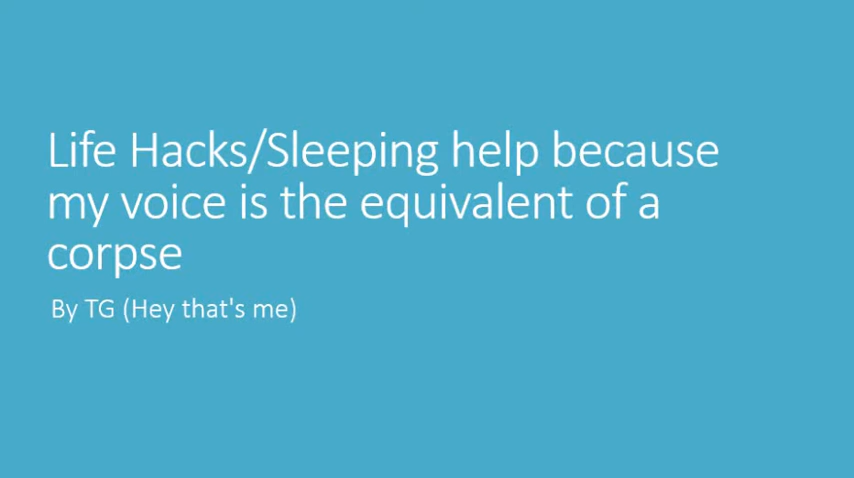 Life Hacks/Sleeping help because
my voice is the equivalent of a
corpse
By TG (Hey that's me)